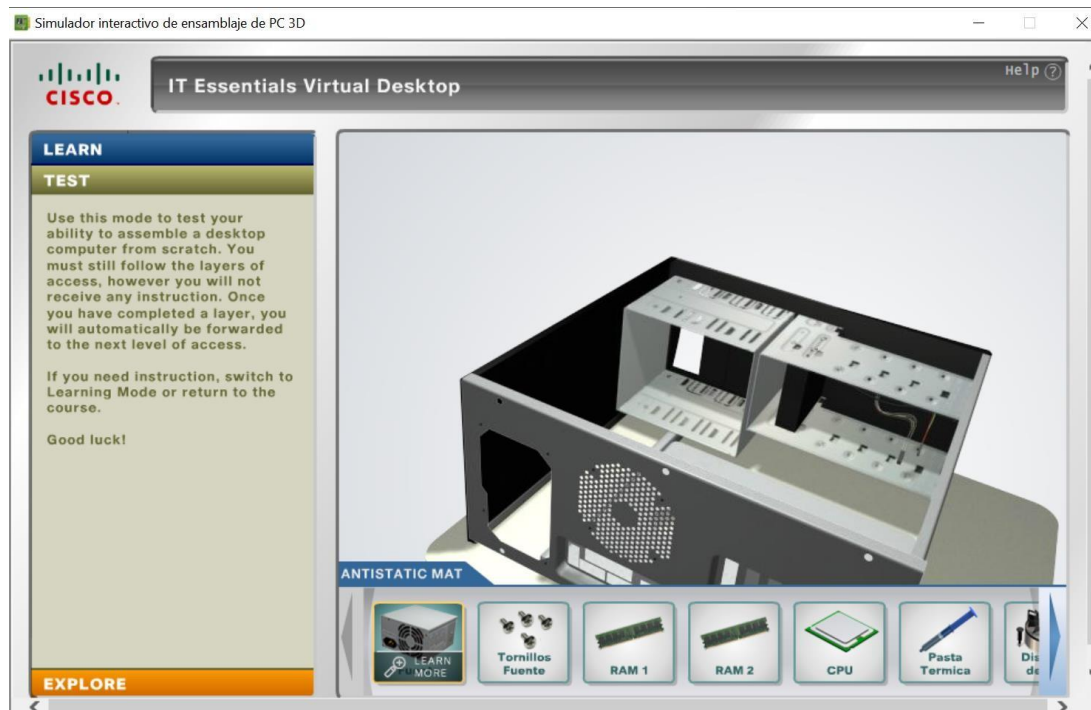 Simulador interactivo de ensamblaje de PC 3D
CISCO.
IT Essentials Virtual Desktop
Help ?
LEARN
TEST
Use this mode to test your
ability to assemble a desktop
computer from scratch. You
must still follow the layers of
access, however you will not
receive any instruction. Once
you have completed a layer, you
will automatically be forwarded
to the next level of access.
If you need instruction, switch to
Learning Mode or return to the
course.
Good luck!
EXPLORE
ANTISTATIC MAT
LEARN
MORE
Tornillos
Fuente
RAM 1
RAM 2
CPU
Pasta
Termica